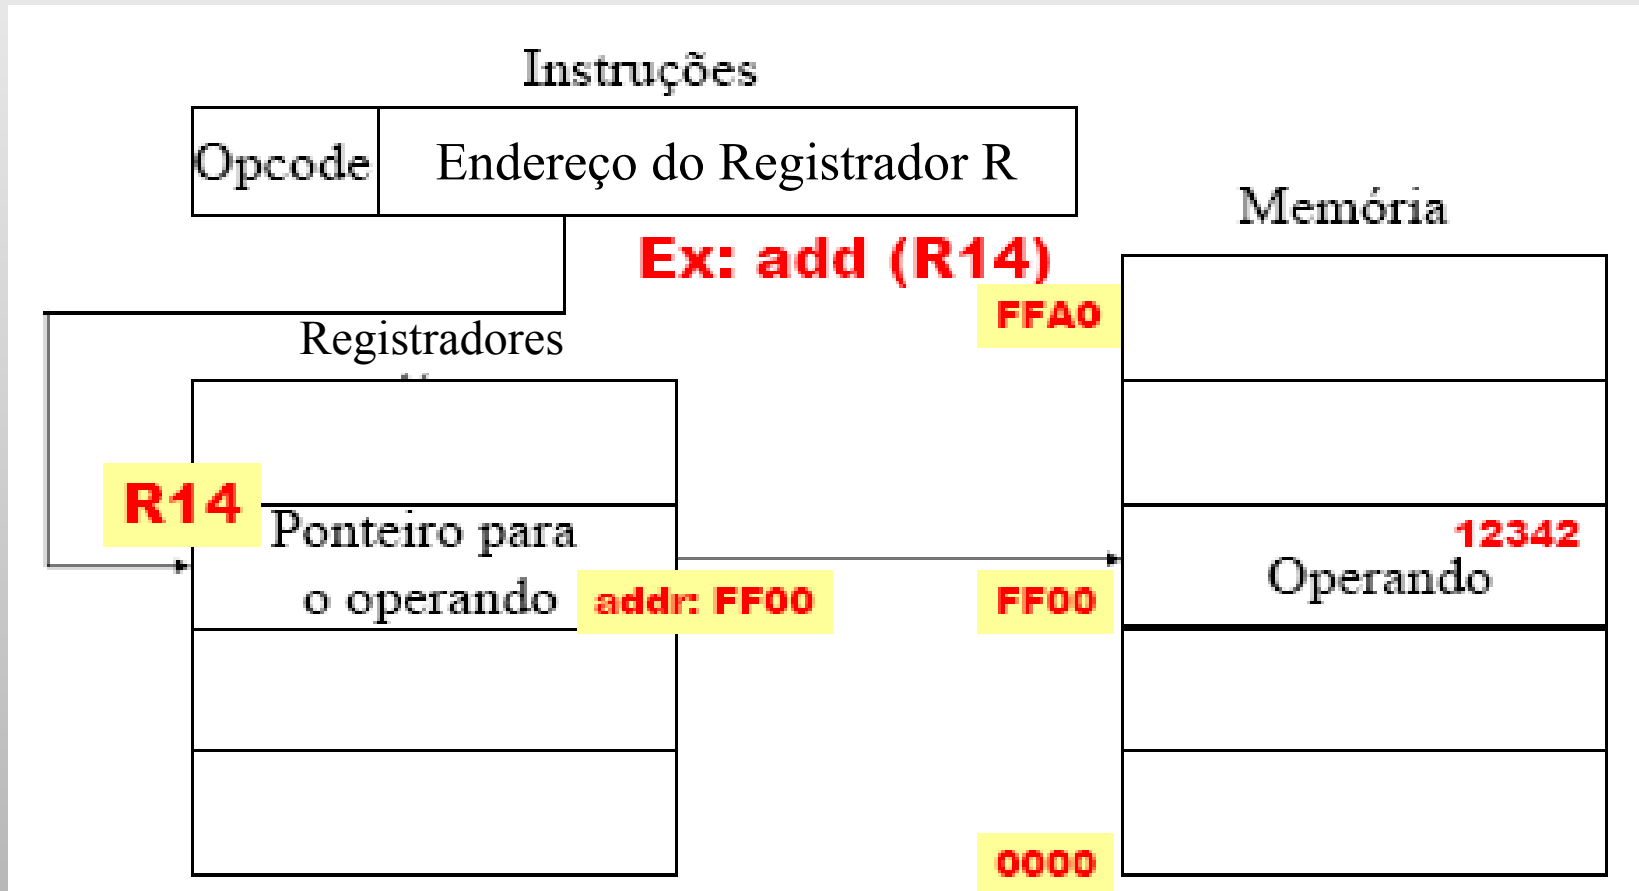 Instruções
Opcode
Endereço do Registrador R
Memória
Ex: add (R14)
FFA0
Registradores
R14
Ponteiro para
o operando
addr: FF00
FF00
12342
Operando
0000